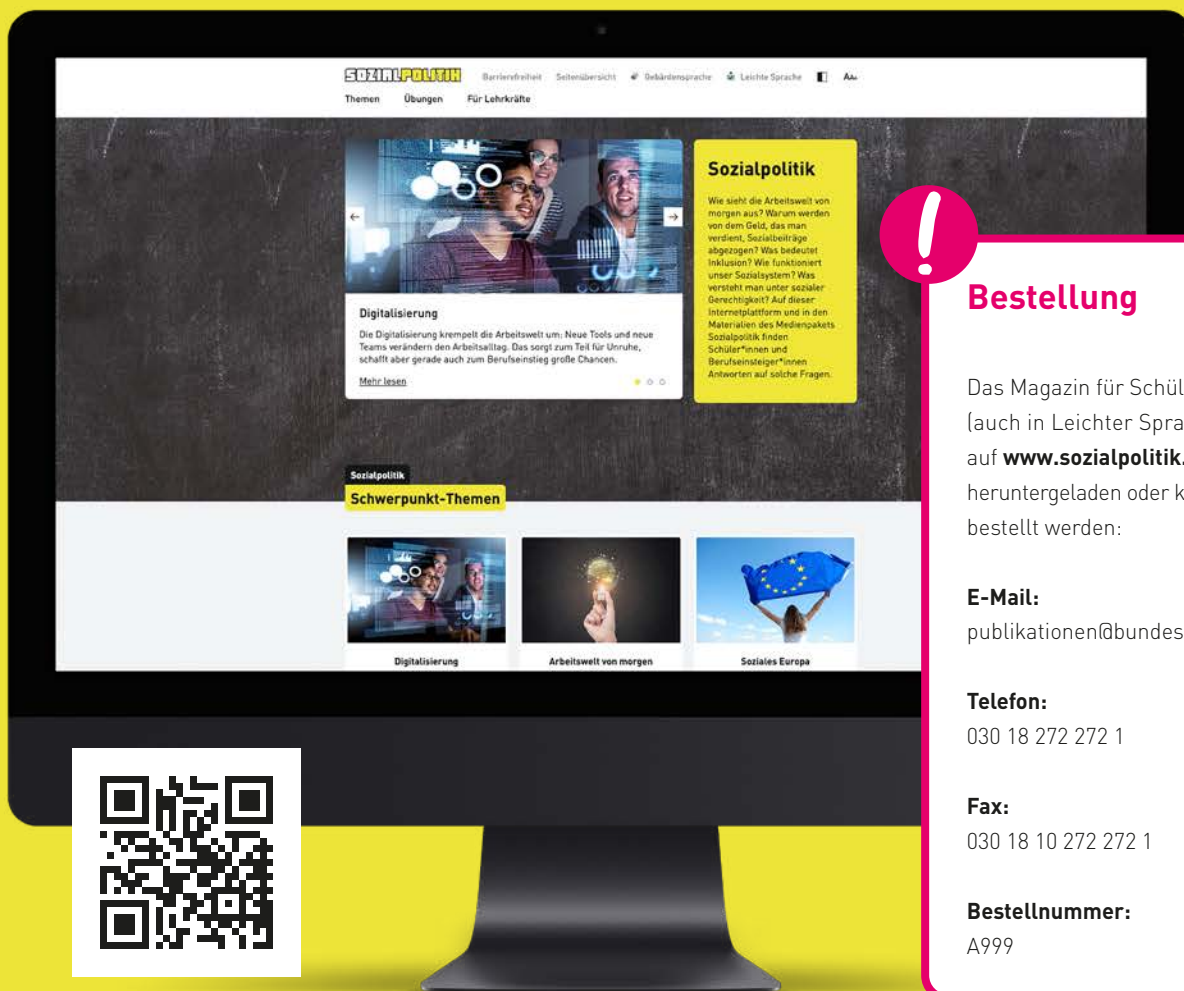 SOZIALPOLITIK
Barrierefreiheit Seitenübersicht Gebärdensprache Leichte Sprache AA
Themen Übungen Für Lehrkräfte
Digitalisierung
Die Digitalisierung krempelt die Arbeitswelt um: Neue Tools und neue
Teams verändern den Arbeitsalltag. Das sorgt zum Teil für Unruhe,
schafft aber gerade auch zum Berufseinstieg große Chancen.
Mehr lesen
Sozialpolitik
Wie sieht die Arbeitswelt von
morgen aus? Warum werden
von dem Geld, das man
verdient, Sozialbeiträge
abgezogen? Was bedeutet
Inklusion? Wie funktioniert
unser Sozialsystem? Was
versteht man unter sozialer
Gerechtigkeit? Auf dieser
Internetplattform und in den
Materialien des Medienpakets
Sozialpolitik finden
Schüler*innen und
Berufseinsteiger*innen
Antworten auf solche Fragen.
Sozialpolitik
Schwerpunkt-Themen
Digitalisierung
Arbeitswelt von morgen
Soziales Europa
!
Bestellung
Das Magazin für Schül
(auch in Leichter Spra
auf www.sozialpolitik.
heruntergeladen oder k
bestellt werden:
E-Mail:
publikationen@bundes
Telefon:
030 18 272 272 1
Fax:
030 18 10 272 272 1
Bestellnummer:
A999